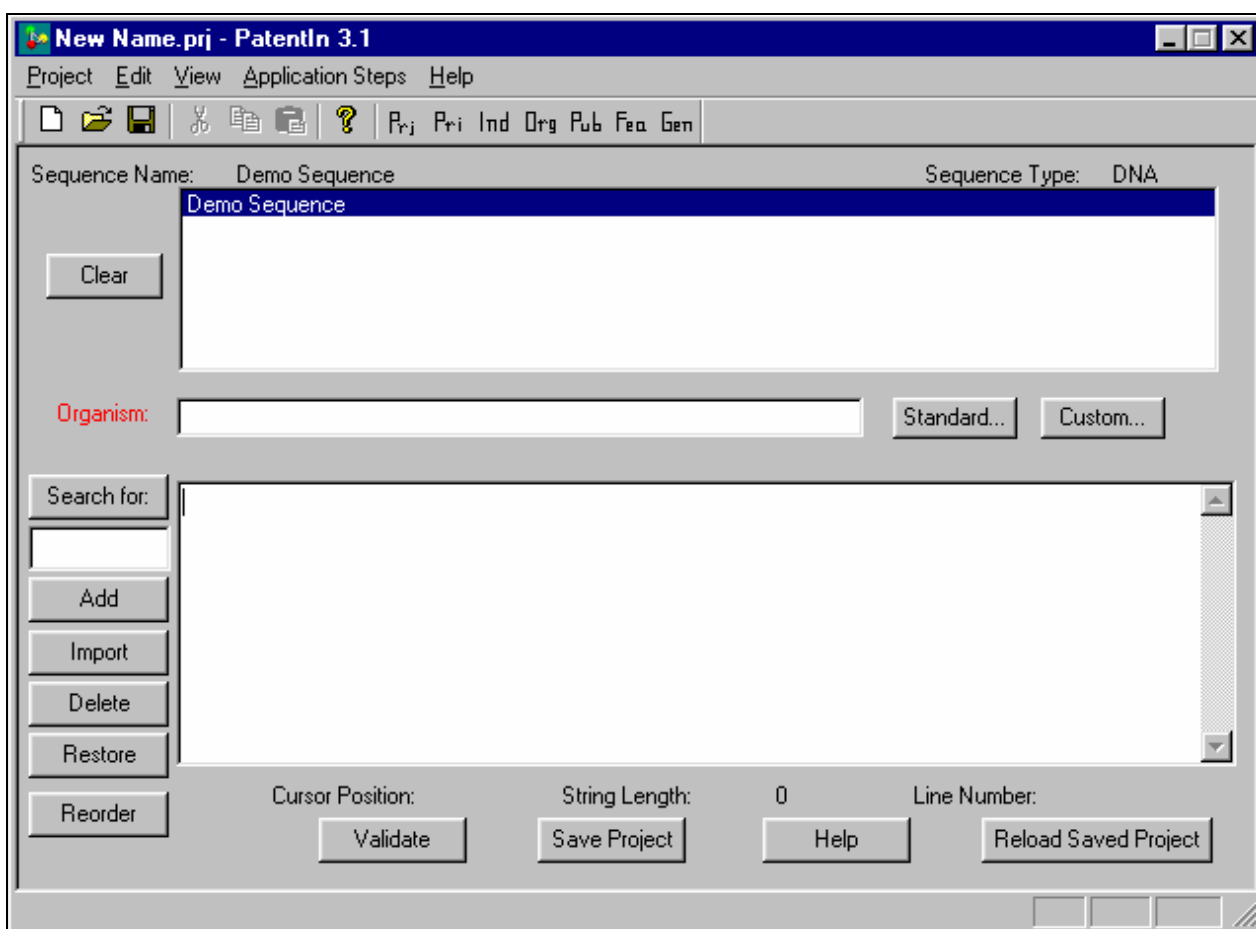 New Name.prj - PatentIn 3.1
Project Edit View Application Steps Help
Prj Pri Ind Org Pub Fea Gen
Sequence Name: Demo Sequence Sequence Type: DNA
Demo Sequence
Clear
Organism: Standard... Custom...
Search for:
Add
Import
Delete
Restore
Reorder
Cursor Position: String Length: 0 Line Number:
Validate Save Project Help Reload Saved Project